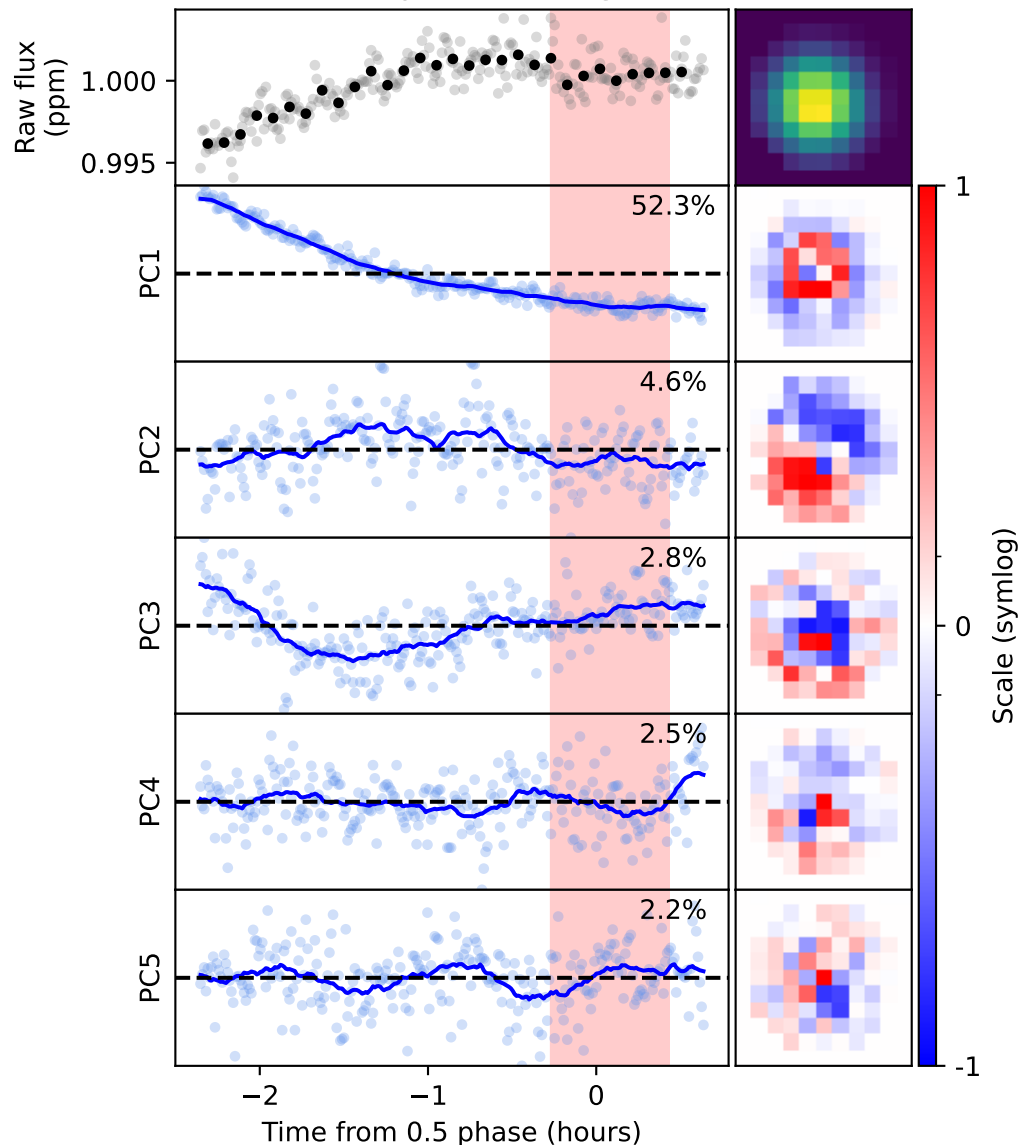 Raw flux
(ppm)
1.000
0.995
PC1
52.3%
1
PC2
4.6%
PC3
2.8%
0
Scale (symlog)
PC4
2.5%
PC5
2.2%
-1
−2
−1
0
Time from 0.5 phase (hours)